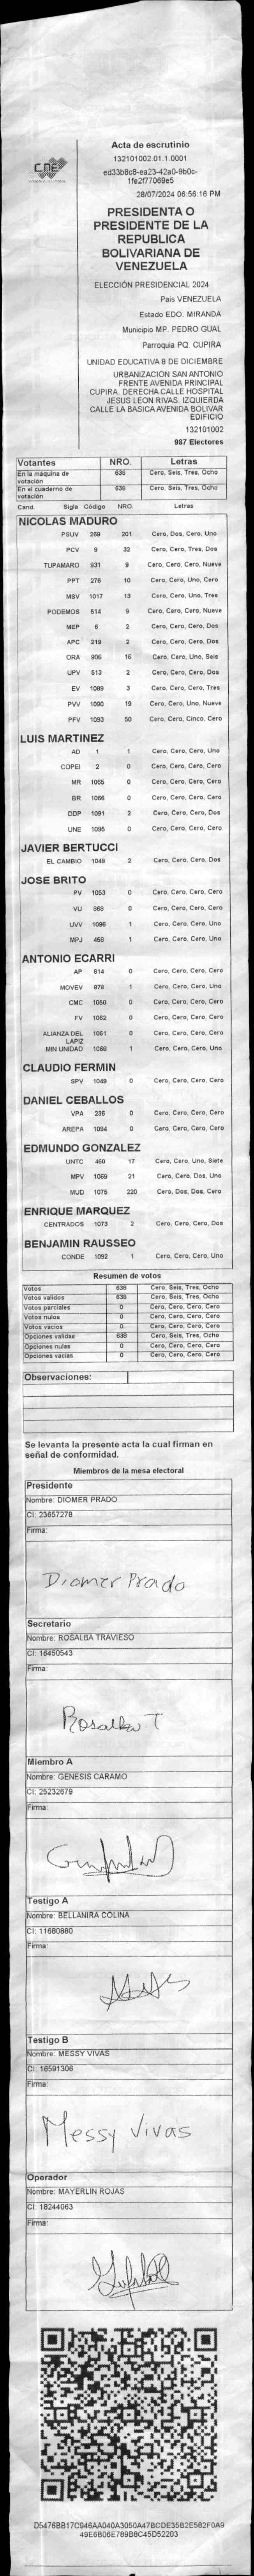 Acta de escrutinio
132101002.01.1.0001
ed33b8c8-ea23-42a0-9b0c-
1fe2f77069e5
28/07/2024 06:56:16 PM
CNE
PRESIDENTA O
PRESIDENTE DE LA
REPUBLICA
BOLIVARIANA DE
VENEZUELA
ELECCIÓN PRESIDENCIAL 2024
Pais VENEZUELA
Estado EDO. MIRANDA
Municipio MP. PEDRO GUAL
Parroquia PQ. CUPIRA
UNIDAD EDUCATIVA 8 DE DICIEMBRE
URBANIZACION SAN ANTONIO
FRENTE AVENIDA PRINCIPAL
CUPIRA. DERECHA CALLE HOSPITAL
JESUS LEON RIVAS. IZQUIERDA
CALLE LA BASICA AVENIDA BOLIVAR
EDIFICIO
132101002
987 Electores
Votantes NRO. Letras
En la máquina de votación 638 Cero, Seis, Tres, Ocho
En el cuaderno de votación 638 Cero, Seis, Tres, Ocho
Cand. Sigla Código NRO. Letras
NICOLAS MADURO
PSUV 269 201 Cero, Dos, Cero, Uno
PCV 9 32 Cero, Cero, Tres, Dos
TUPAMARO 931 9 Cero, Cero, Cero, Nueve
PPT 276 10 Cero, Cero, Uno, Cero
MSV 1017 13 Cero, Cero, Uno, Tres
PODEMOS 514 9 Cero, Cero, Cero, Nueve
MEP 6 2 Cero, Cero, Cero, Dos
APC 219 2 Cero, Cero, Cero, Dos
ORA 906 16 Cero, Cero, Uno, Seis
UPV 513 2 Cero, Cero, Cero, Dos
EV 1089 3 Cero, Cero, Cero, Tres
PVV 1090 19 Cero, Cero, Uno, Nueve
PFV 1093 50 Cero, Cero, Cinco, Cero
LUIS MARTINEZ
AD 1 1 Cero, Cero, Cero, Uno
COPEI 2 0 Cero, Cero, Cero, Cero
MR 1065 0 Cero, Cero, Cero, Cero
BR 1066 0 Cero, Cero, Cero, Cero
DDP 1091 2 Cero, Cero, Cero, Dos
UNE 1095 0 Cero, Cero, Cero, Cero
JAVIER BERTUCCI
EL CAMBIO 1048 2 Cero, Cero, Cero, Dos
JOSE BRITO
PV 1053 0 Cero, Cero, Cero, Cero
VU 868 0 Cero, Cero, Cero, Cero
UVV 1096 1 Cero, Cero, Cero, Uno
MPJ 458 1 Cero, Cero, Cero, Uno
ANTONIO ECARRI
AP 814 0 Cero, Cero, Cero, Cero
MOVEV 878 1 Cero, Cero, Cero, Uno
CMC 1050 0 Cero, Cero, Cero, Cero
FV 1062 0 Cero, Cero, Cero, Cero
ALIANZA DEL LAPIZ 1051 0 Cero, Cero, Cero, Cero
MIN UNIDAD 1068 1 Cero, Cero, Cero, Uno
CLAUDIO FERMIN
SPV 1049 0 Cero, Cero, Cero, Cero
DANIEL CEBALLOS
VPA 236 0 Cero, Cero, Cero, Cero
AREPA 1094 0 Cero, Cero, Cero, Cero
EDMUNDO GONZALEZ
UNTC 460 17 Cero, Cero, Uno, Siete
MPV 1069 21 Cero, Cero, Dos, Uno
MUD 1075 220 Cero, Dos, Dos, Cero
ENRIQUE MARQUEZ
CENTRADOS 1073 2 Cero, Cero, Cero, Dos
BENJAMIN RAUSSEO
CONDE 1092 1 Cero, Cero, Cero, Uno
Resumen de votos
Votos 638 Cero, Seis, Tres, Ocho
Votos validos 638 Cero, Seis, Tres, Ocho
Votos parciales 0 Cero, Cero, Cero, Cero
Votos nulos 0 Cero, Cero, Cero, Cero
Votos vacios 0 Cero, Cero, Cero, Cero
Opciones validas 638 Cero, Seis, Tres, Ocho
Opciones nulas 0 Cero, Cero, Cero, Cero
Opciones vacias 0 Cero, Cero, Cero, Cero
Observaciones:
Se levanta la presente acta la cual firman en
señal de conformidad.
Miembros de la mesa electoral
Presidente
Nombre: DIOMER PRADO
CI: 23657278
Firma:
Diomer Prado
Secretario
Nombre: ROSALBA TRAVIESO
CI: 16450543
Firma:
Rosalba T
Miembro A
Nombre: GENESIS CARAMO
CI: 25232679
Firma:
Testigo A
Nombre: BELLANIRA COLINA
CI: 11680880
Firma:
Testigo B
Nombre: MESSY VIVAS
CI: 16591306
Firma:
Messy Vivas
Operador
Nombre: MAYERLIN ROJAS
CI: 18244063
Firma:
D5476BB17C946AA040A3050A47BCDE35B2E582F0A9
49E6B06E789B8C45D52203